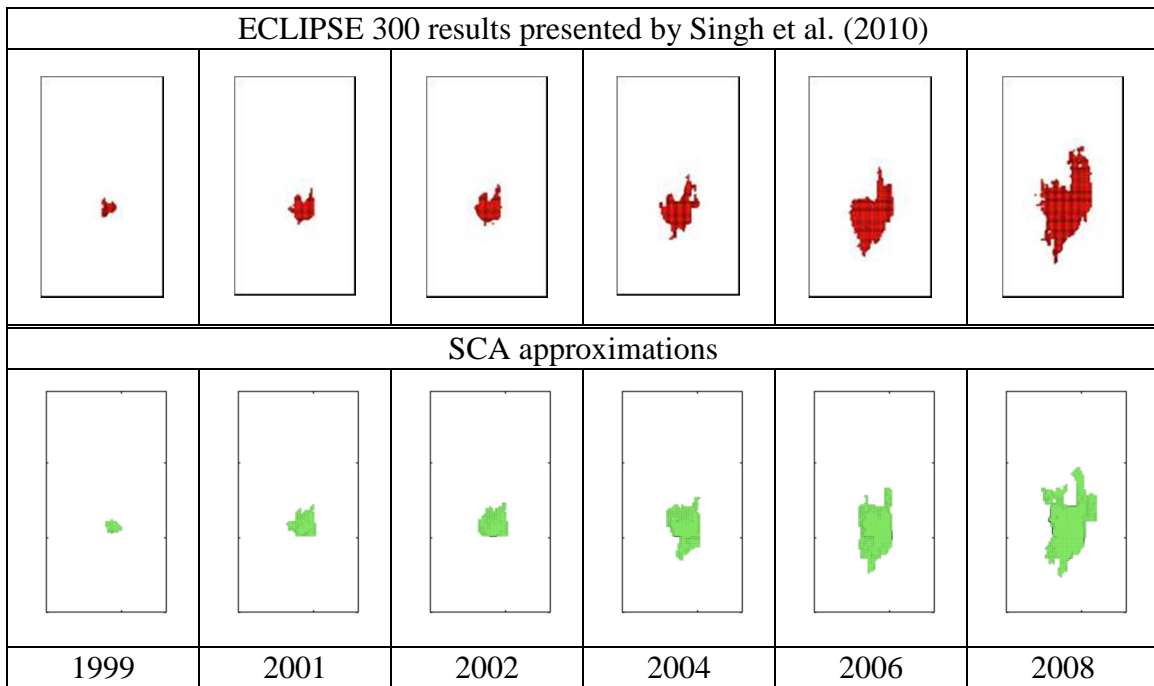 ECLIPSE 300 results presented by Singh et al. (2010)
SCA approximations
1999 2001 2002 2004 2006 2008